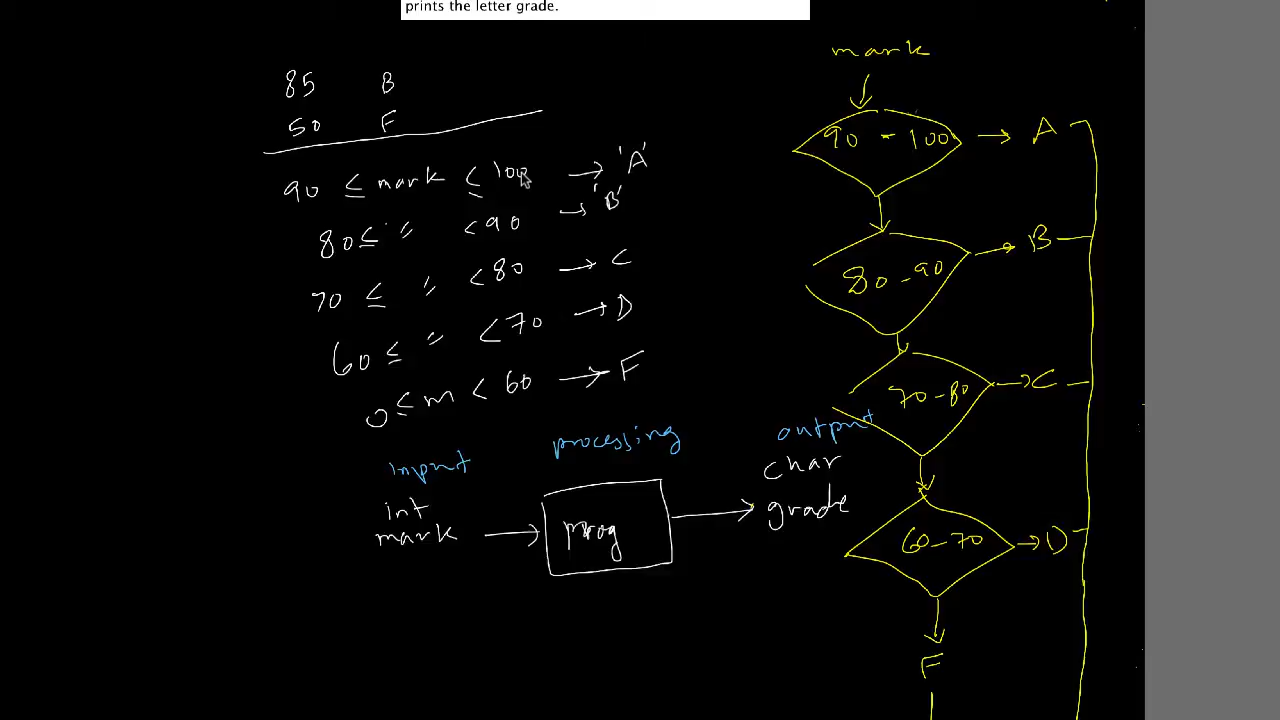 prints the letter grade.
85 B
50 F
90 ≤ mark ≤ 100 → 'A'
80 ≤ " < 90 → 'B'
70 ≤ " < 80 → C
60 ≤ " < 70 → D
0 ≤ m < 60 → F
input processing output
int mark → prog → char grade
mark
90 - 100 → A
80 - 90 → B
70 - 80 → C
60 - 70 → D
F